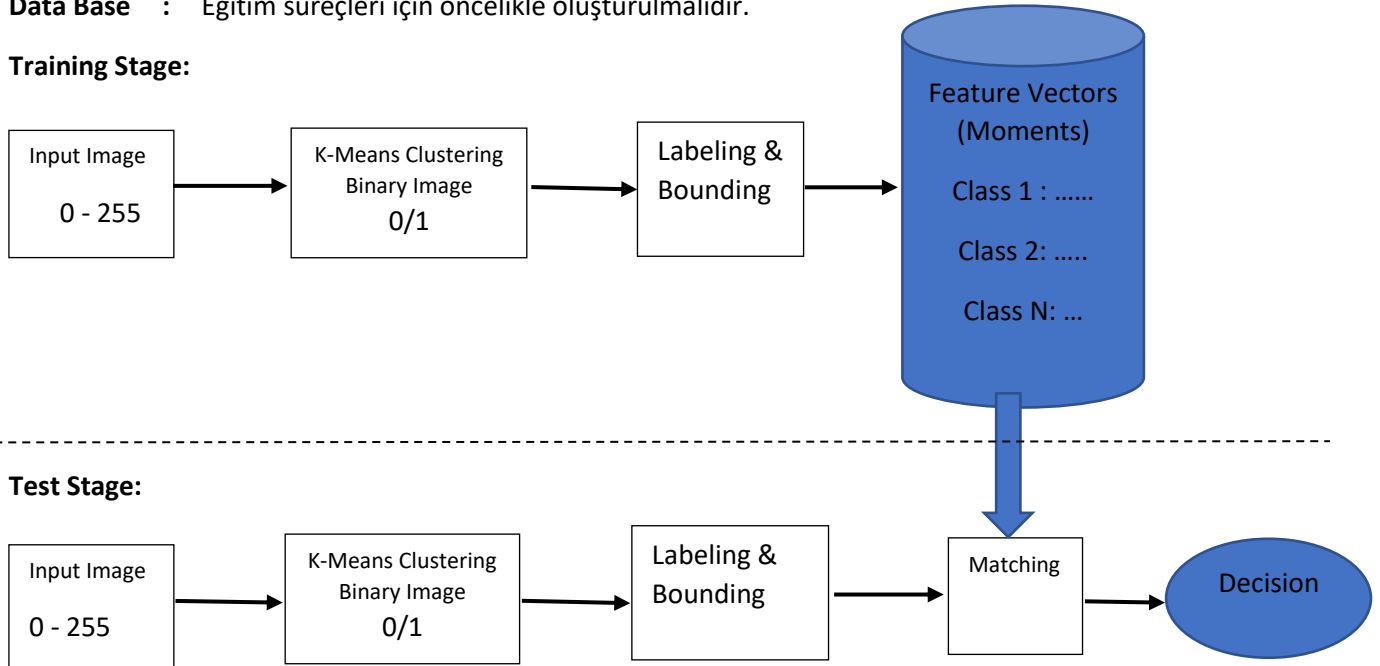 Data Base : Eğitim süreçleri için öncelikle oluşturulmalıdır.
Training Stage:
Input Image
0 - 255
K-Means Clustering
Binary Image
0/1
Labeling &
Bounding
Feature Vectors
(Moments)
Class 1 : ……
Class 2: …..
Class N: …
Test Stage:
Input Image
0 - 255
K-Means Clustering
Binary Image
0/1
Labeling &
Bounding
Matching
Decision